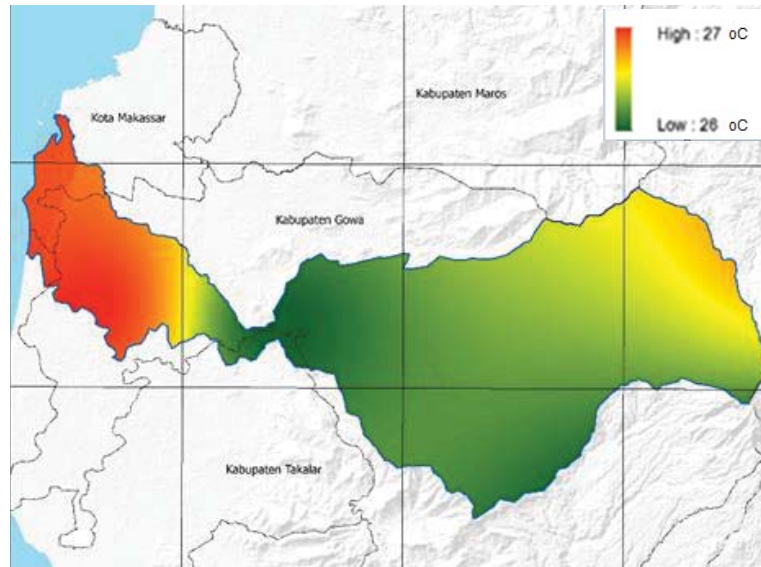 High : 27 oC
Low : 26 oC
Kabupaten Maros
Kota Makassar
Kabupaten Gowa
Kabupaten Takalar